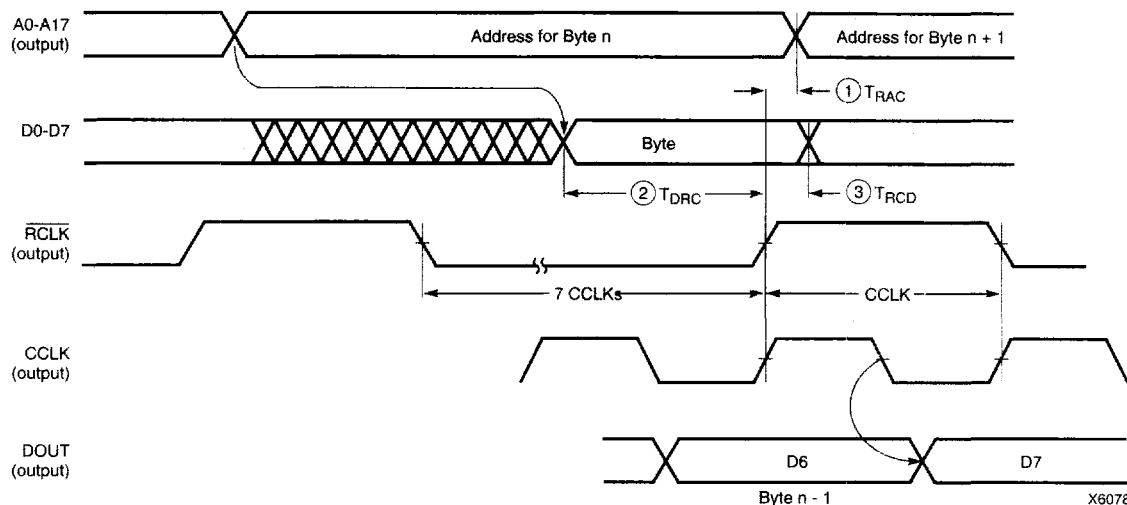 A0-A17
(output)
Address for Byte n
Address for Byte n + 1
1 TRAC
D0-D7
Byte
2 TDRC
3 TRCD
RCLK
(output)
7 CCLKs
CCLK
CCLK
(output)
DOUT
(output)
D6
D7
Byte n - 1
X6078